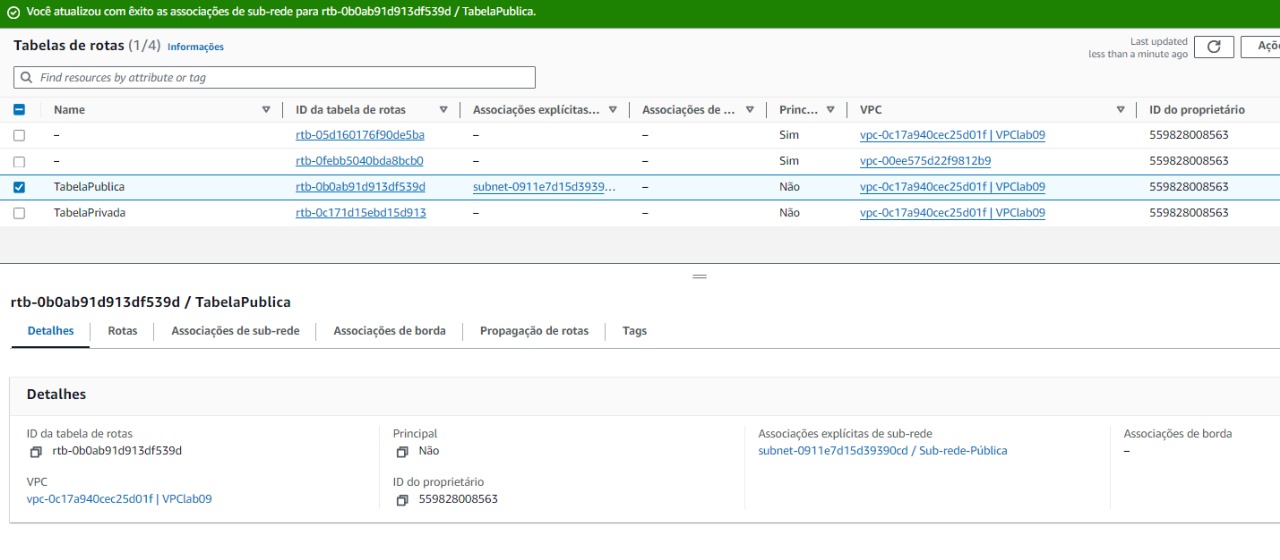 Você atualizou com êxito as associações de sub-rede para rtb-0b0ab91d913df539d / TabelaPublica.
Tabelas de rotas (1/4) Informações
Last updated
less than a minute ago
Açõe
Find resources by attribute or tag
Name ID da tabela de rotas Associações explícitas... Associações de ... Princ... VPC ID do proprietário
– rtb-05d160176f90de5ba – – Sim vpc-0c17a940cec25d01f | VPClab09 559828008563
– rtb-0febb5040bda8bcb0 – – Sim vpc-00ee575d22f9812b9 559828008563
TabelaPublica rtb-0b0ab91d913df539d subnet-0911e7d15d3939... – Não vpc-0c17a940cec25d01f | VPClab09 559828008563
TabelaPrivada rtb-0c171d15ebd15d913 – – Não vpc-0c17a940cec25d01f | VPClab09 559828008563
rtb-0b0ab91d913df539d / TabelaPublica
Detalhes Rotas Associações de sub-rede Associações de borda Propagação de rotas Tags
Detalhes
ID da tabela de rotas Principal Associações explícitas de sub-rede Associações de borda
rtb-0b0ab91d913df539d Não subnet-0911e7d15d39390cd / Sub-rede-Pública –
VPC ID do proprietário
vpc-0c17a940cec25d01f | VPClab09 559828008563